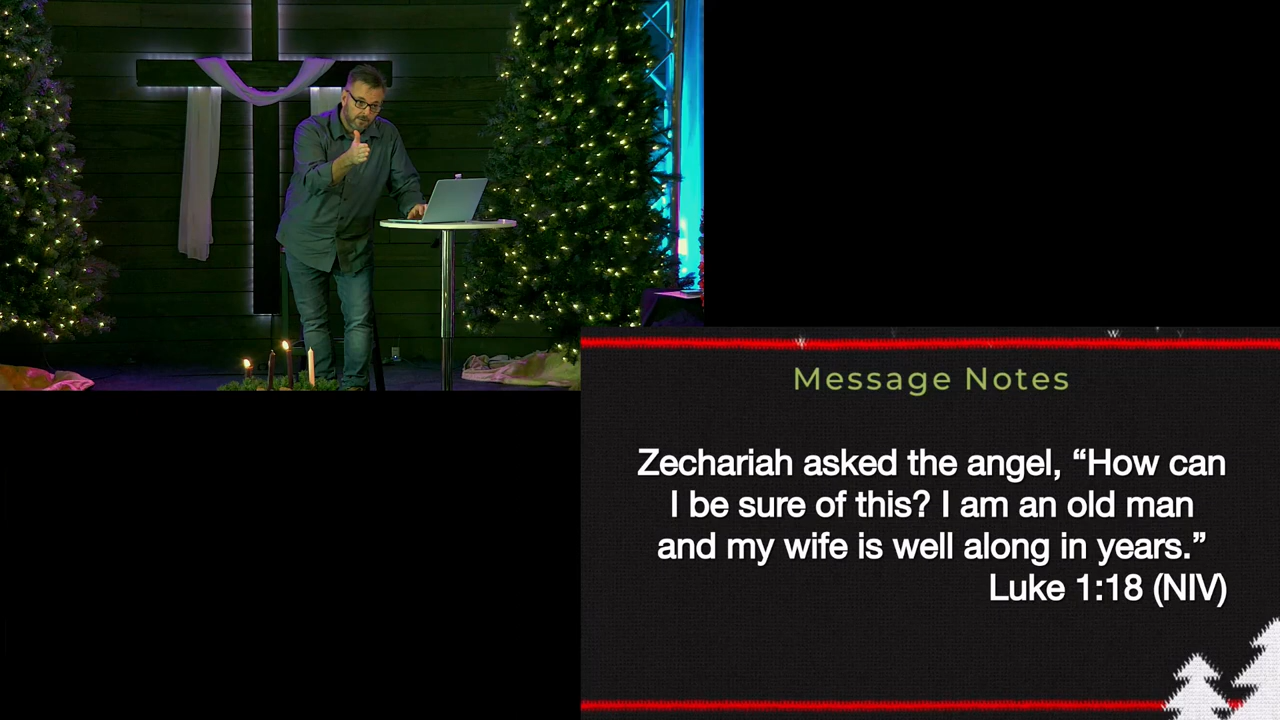 Message Notes
Zechariah asked the angel, “How can
I be sure of this? I am an old man
and my wife is well along in years.”
Luke 1:18 (NIV)